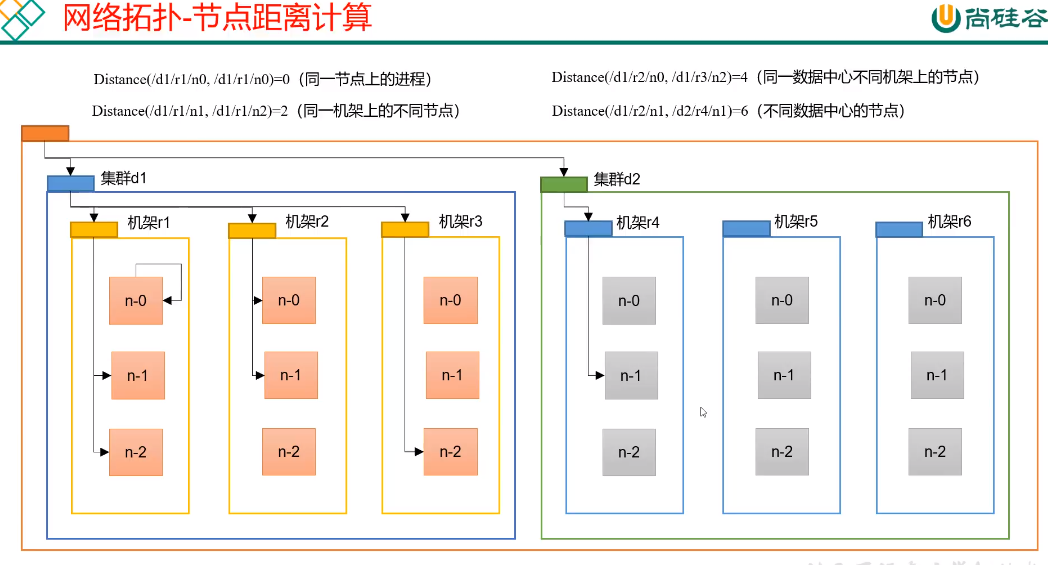 网络拓扑-节点距离计算
尚硅谷
Distance(/d1/r1/n0, /d1/r1/n0)=0（同一节点上的进程）
Distance(/d1/r2/n0, /d1/r3/n2)=4（同一数据中心不同机架上的节点）
Distance(/d1/r1/n1, /d1/r1/n2)=2（同一机架上的不同节点）
Distance(/d1/r2/n1, /d2/r4/n1)=6（不同数据中心的节点）
集群d1
集群d2
机架r1
机架r2
机架r3
机架r4
机架r5
机架r6
n-0
n-0
n-0
n-0
n-0
n-0
n-1
n-1
n-1
n-1
n-1
n-1
n-2
n-2
n-2
n-2
n-2
n-2